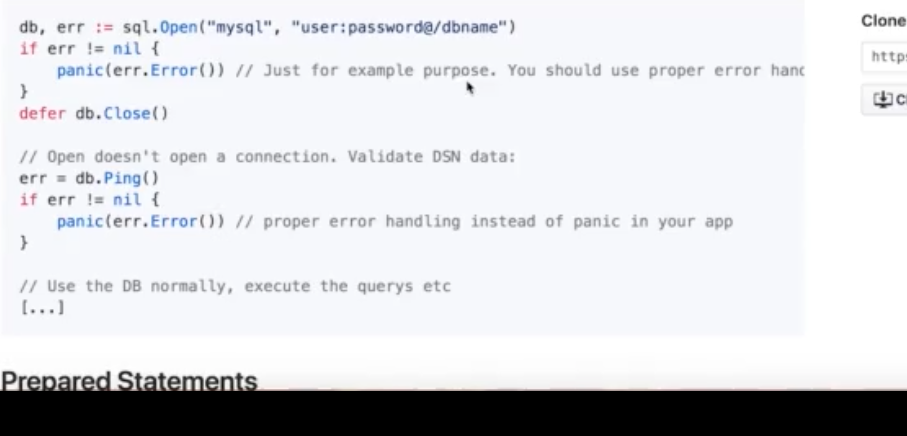 db, err := sql.Open("mysql", "user:password@/dbname")
if err != nil {
    panic(err.Error()) // Just for example purpose. You should use proper error hand
}
defer db.Close()

// Open doesn't open a connection. Validate DSN data:
err = db.Ping()
if err != nil {
    panic(err.Error()) // proper error handling instead of panic in your app
}

// Use the DB normally, execute the querys etc
[...]

Prepared Statements
Clone
https